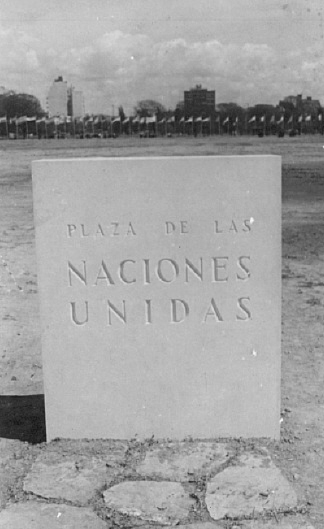 PLAZA DE LAS
NACIONES
UNIDAS